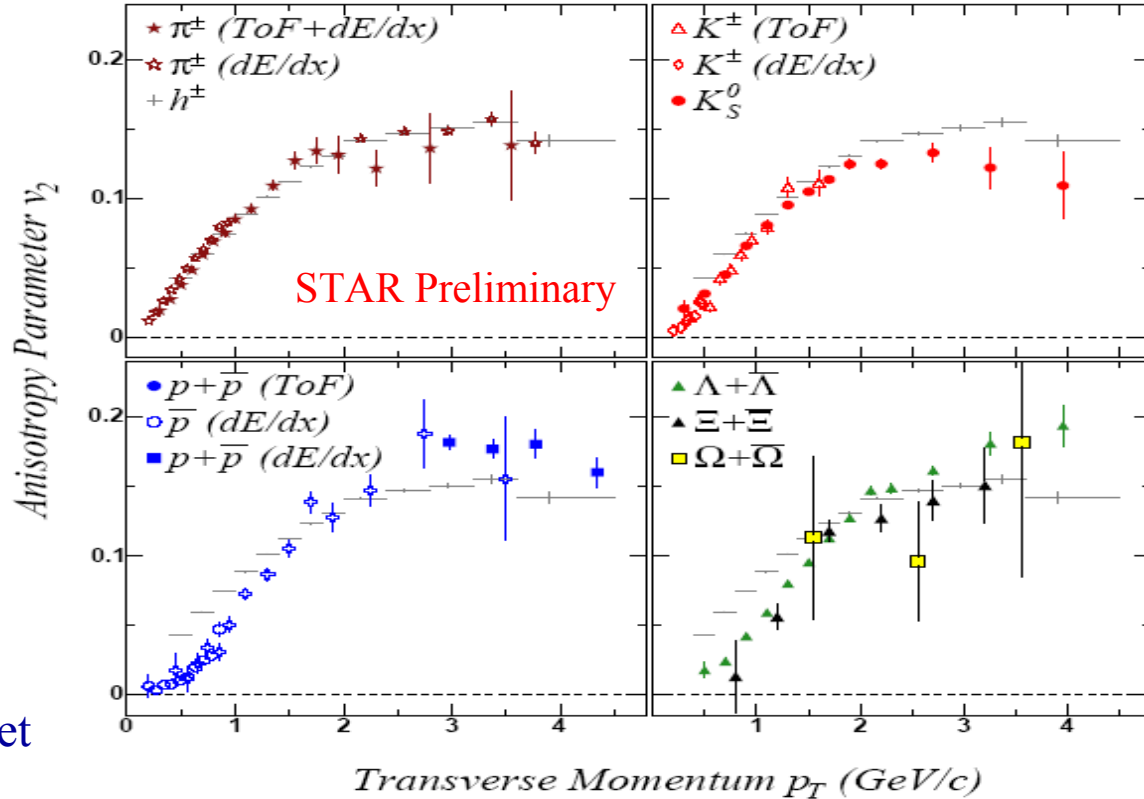 π± (ToF+dE/dx)
π± (dE/dx)
h±
STAR Preliminary
K± (ToF)
K± (dE/dx)
K⁰_S
0.2
0.1
0
Anisotropy Parameter v₂
p+p̅ (ToF)
p̅ (dE/dx)
p+p̅ (dE/dx)
Λ+Λ̅
Ξ+Ξ̅
Ω+Ω̅
0.2
0.1
0
0 1 2 3 4 1 2 3 4
et
Transverse Momentum p_T (GeV/c)